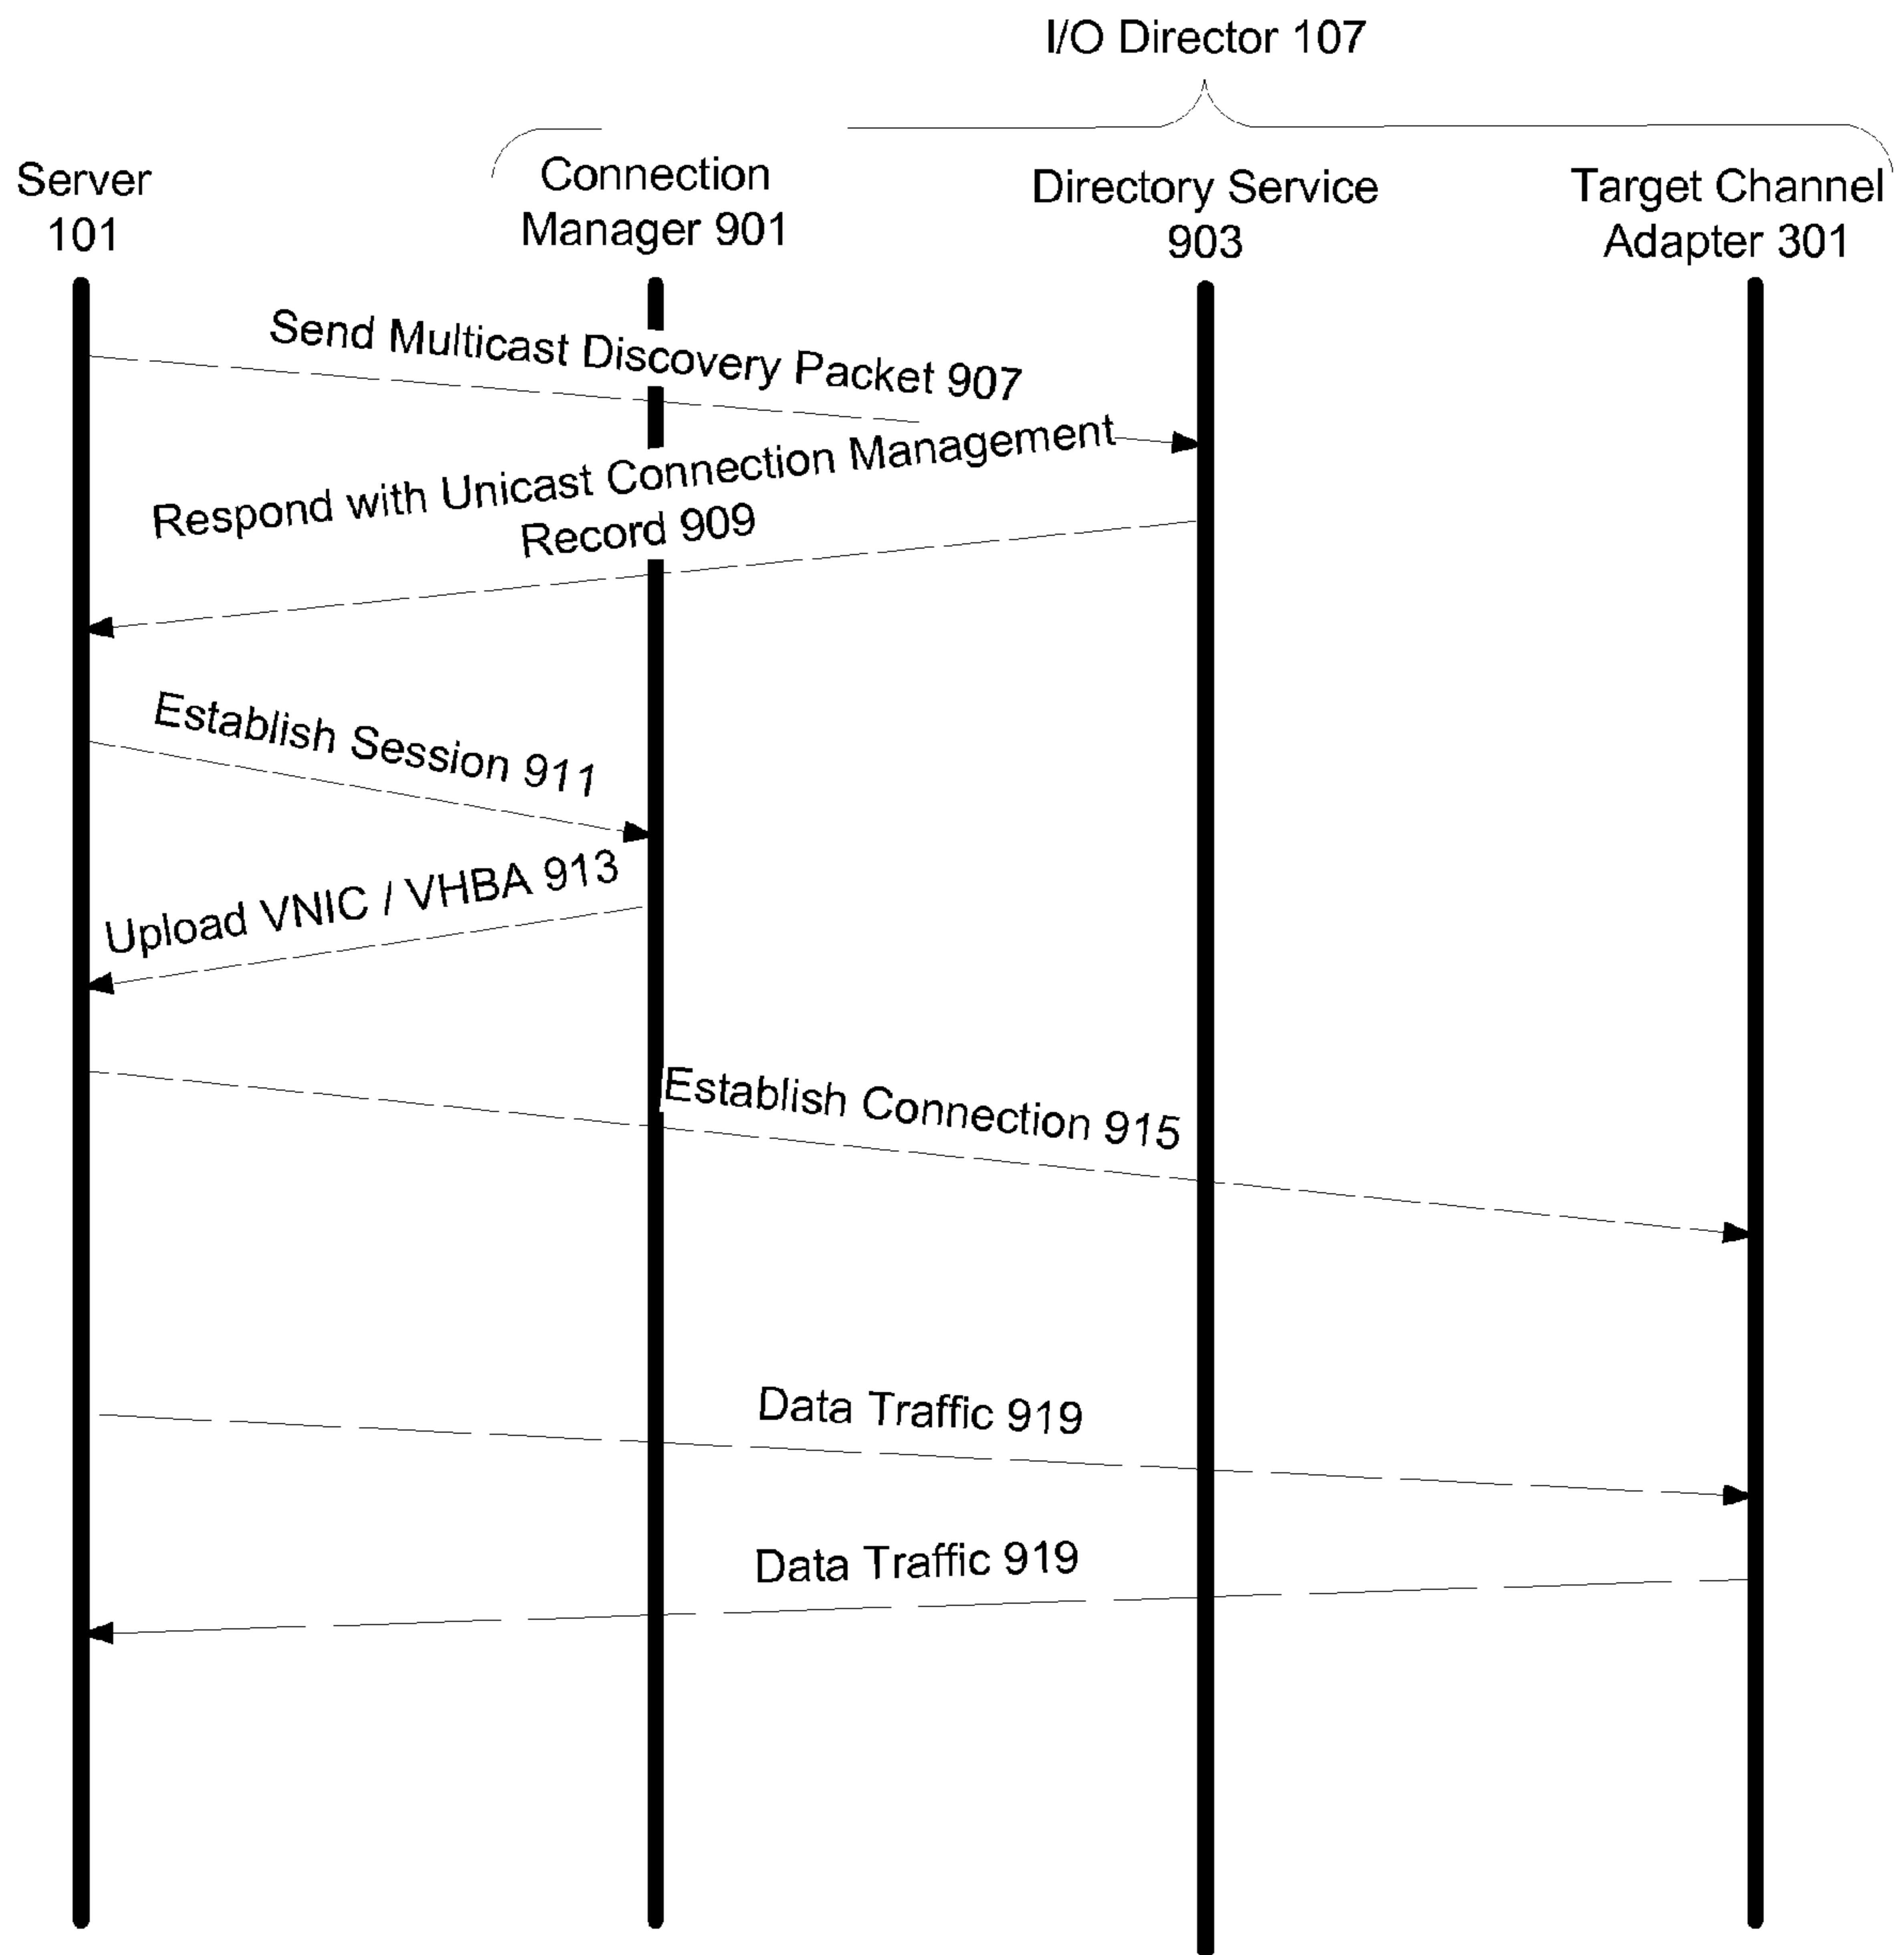 I/O Director 107
Server
101
Connection
Manager 901
Directory Service
903
Target Channel
Adapter 301
Send Multicast Discovery Packet 907
Respond with Unicast Connection Management
Record 909
Establish Session 911
Upload VNIC / VHBA 913
Establish Connection 915
Data Traffic 919
Data Traffic 919